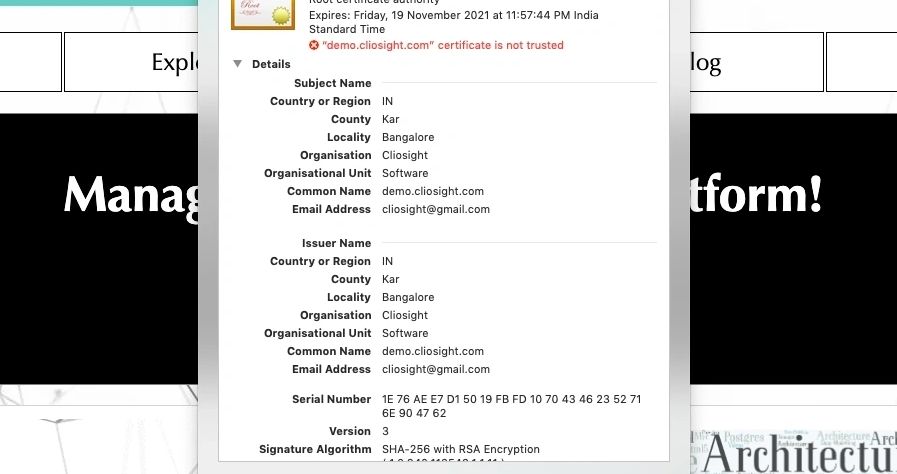 Root certificate authority
Expires: Friday, 19 November 2021 at 11:57:44 PM India
Standard Time
"demo.cliosight.com" certificate is not trusted
Details
Subject Name
Country or Region IN
County Kar
Locality Bangalore
Organisation Cliosight
Organisational Unit Software
Common Name demo.cliosight.com
Email Address cliosight@gmail.com
Issuer Name
Country or Region IN
County Kar
Locality Bangalore
Organisation Cliosight
Organisational Unit Software
Common Name demo.cliosight.com
Email Address cliosight@gmail.com
Serial Number 1E 76 AE E7 D1 50 19 FB FD 10 70 43 46 23 52 71
6E 90 47 62
Version 3
Signature Algorithm SHA-256 with RSA Encryption
Root
Expl
log
Manag
tform!
Postgres
Architectu